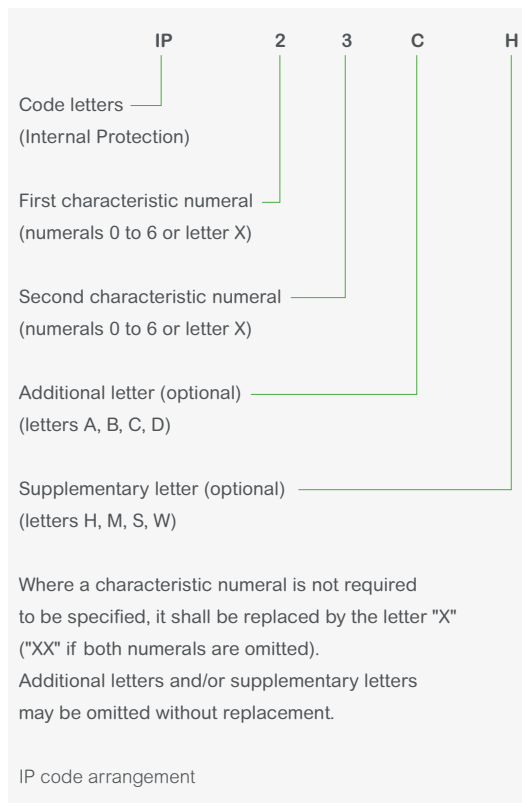 IP 2 3 C H
Code letters
(Internal Protection)
First characteristic numeral
(numerals 0 to 6 or letter X)
Second characteristic numeral
(numerals 0 to 6 or letter X)
Additional letter (optional)
(letters A, B, C, D)
Supplementary letter (optional)
(letters H, M, S, W)
Where a characteristic numeral is not required
to be specified, it shall be replaced by the letter "X"
("XX" if both numerals are omitted).
Additional letters and/or supplementary letters
may be omitted without replacement.
IP code arrangement